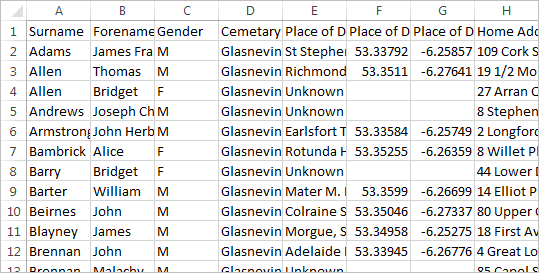 A B C D E F G H
1 Surname Forename Gender Cemetary Place of D Place of D Place of D Home Add
2 Adams James Fra M Glasnevin St Stephen 53.33792 -6.25857 109 Cork S
3 Allen Thomas M Glasnevin Richmond 53.3511 -6.27641 19 1/2 Mo
4 Allen Bridget F Glasnevin Unknown 27 Arran C
5 Andrews Joseph Ch M Glasnevin Unknown 8 Stephen
6 Armstrong John Herb M Glasnevin Earlsfort T 53.33584 -6.25749 2 Longford
7 Bambrick Alice F Glasnevin Rotunda H 53.35255 -6.26359 8 Willet P
8 Barry Bridget F Glasnevin Unknown 44 Lower D
9 Barter William M Glasnevin Mater M. 53.3599 -6.26699 14 Elliot P
10 Beirnes John M Glasnevin Colraine S 53.35046 -6.27337 80 Upper
11 Blayney James M Glasnevin Morgue, S 53.34958 -6.25275 18 First Av
12 Brennan John M Glasnevin Adelaide 53.33945 -6.26776 4 Great Lo
13 Brennan Malachy M Glasnevin Unknown 85 Canal S